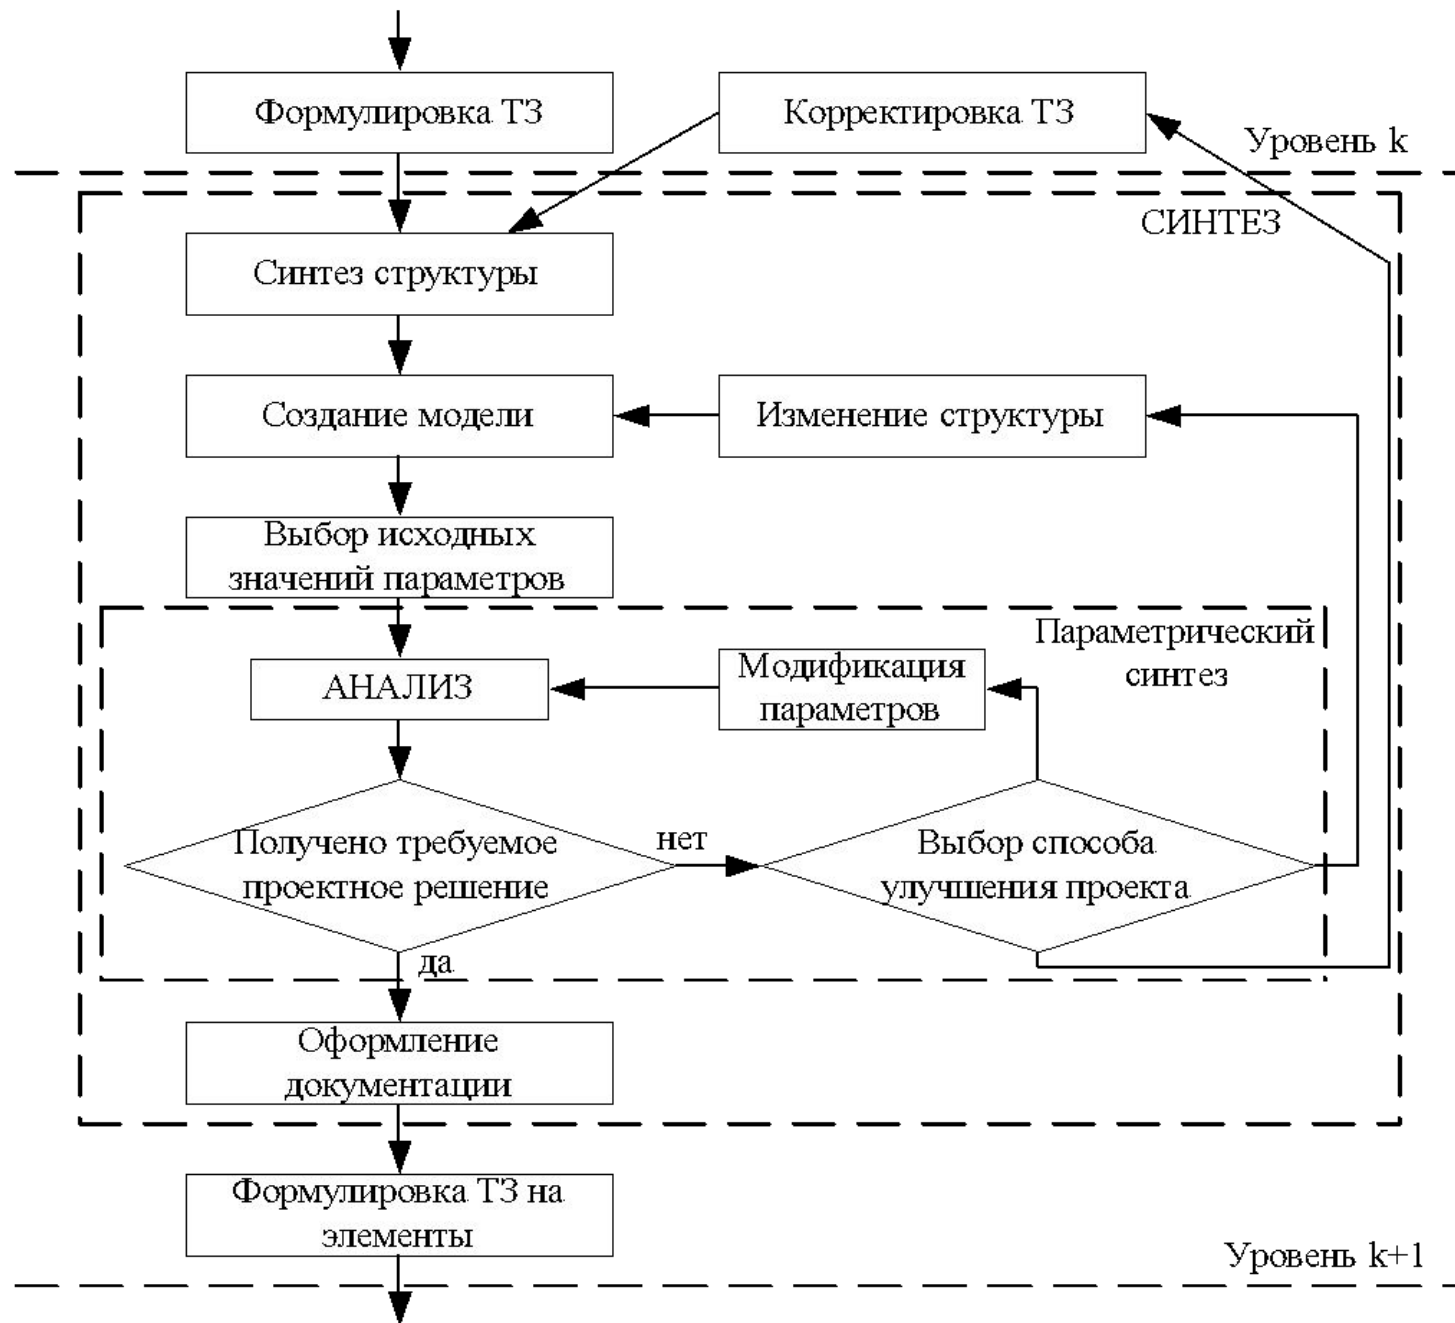 Формулировка ТЗ
Корректировка ТЗ
Уровень k
СИНТЕЗ
Синтез структуры
Создание модели
Изменение структуры
Выбор исходных
значений параметров
Параметрический
синтез
АНАЛИЗ
Модификация
параметров
Получено требуемое
проектное решение
нет
Выбор способа
улучшения проекта
да
Оформление
документации
Формулировка ТЗ на
элементы
Уровень k+1